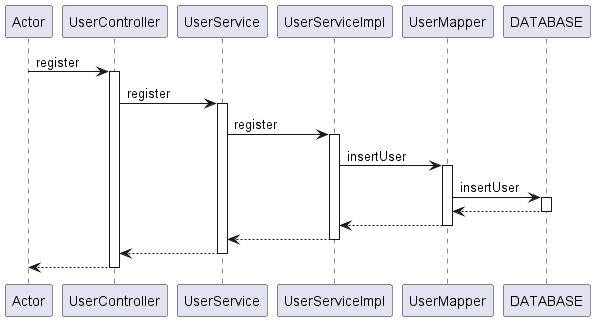 Actor UserController UserService UserServiceImpl UserMapper DATABASE
register
register
register
insertUser
insertUser
Actor UserController UserService UserServiceImpl UserMapper DATABASE